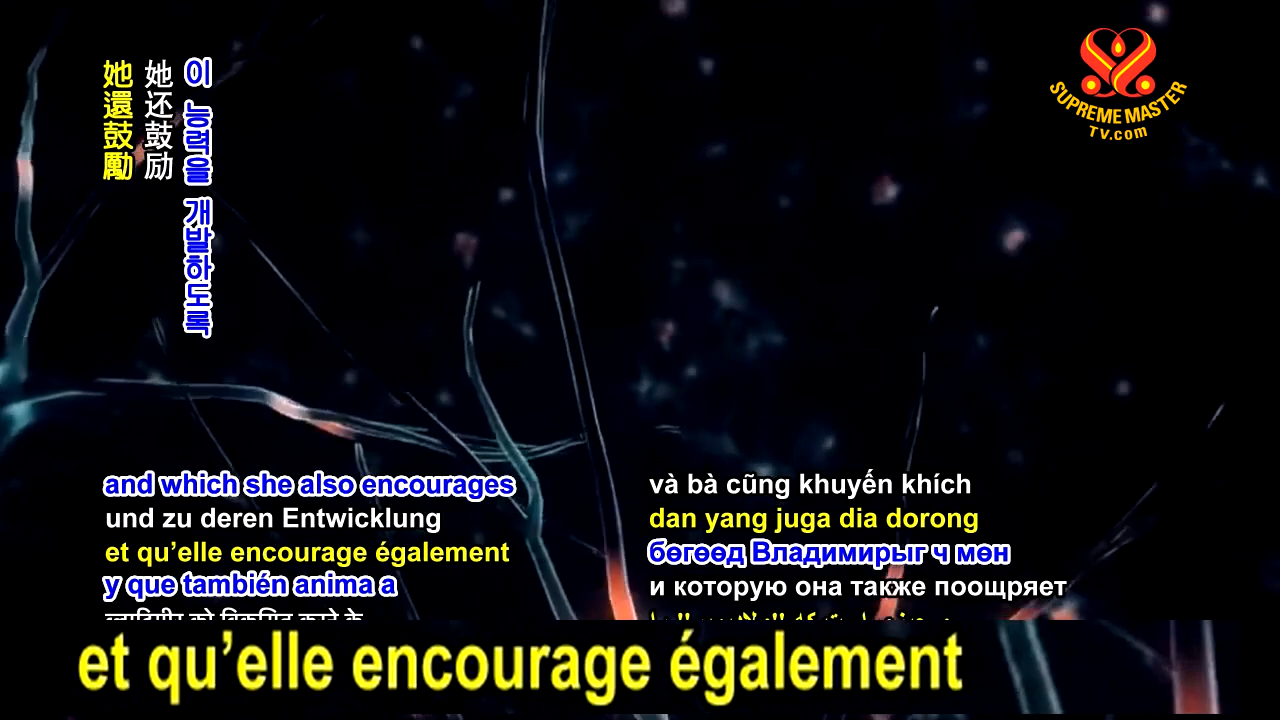 她還鼓勵
她还鼓励
이 능력을 개발하도록
SUPREME MASTER
TV.com
and which she also encourages
und zu deren Entwicklung
et qu’elle encourage également
y que también anima a
và bà cũng khuyến khích
dan yang juga dia dorong
бөгөөд Владимирыг ч мөн
и которую она также поощряет
et qu’elle encourage également